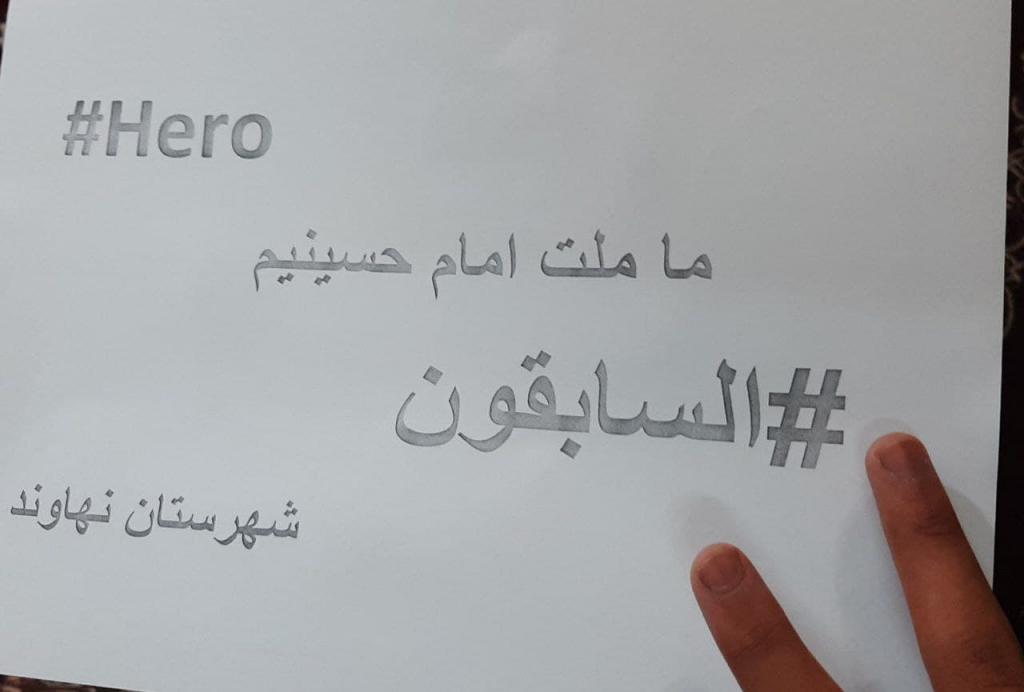 #Hero
ما ملت امام حسینیم
#السابقون
شهرستان نهاوند